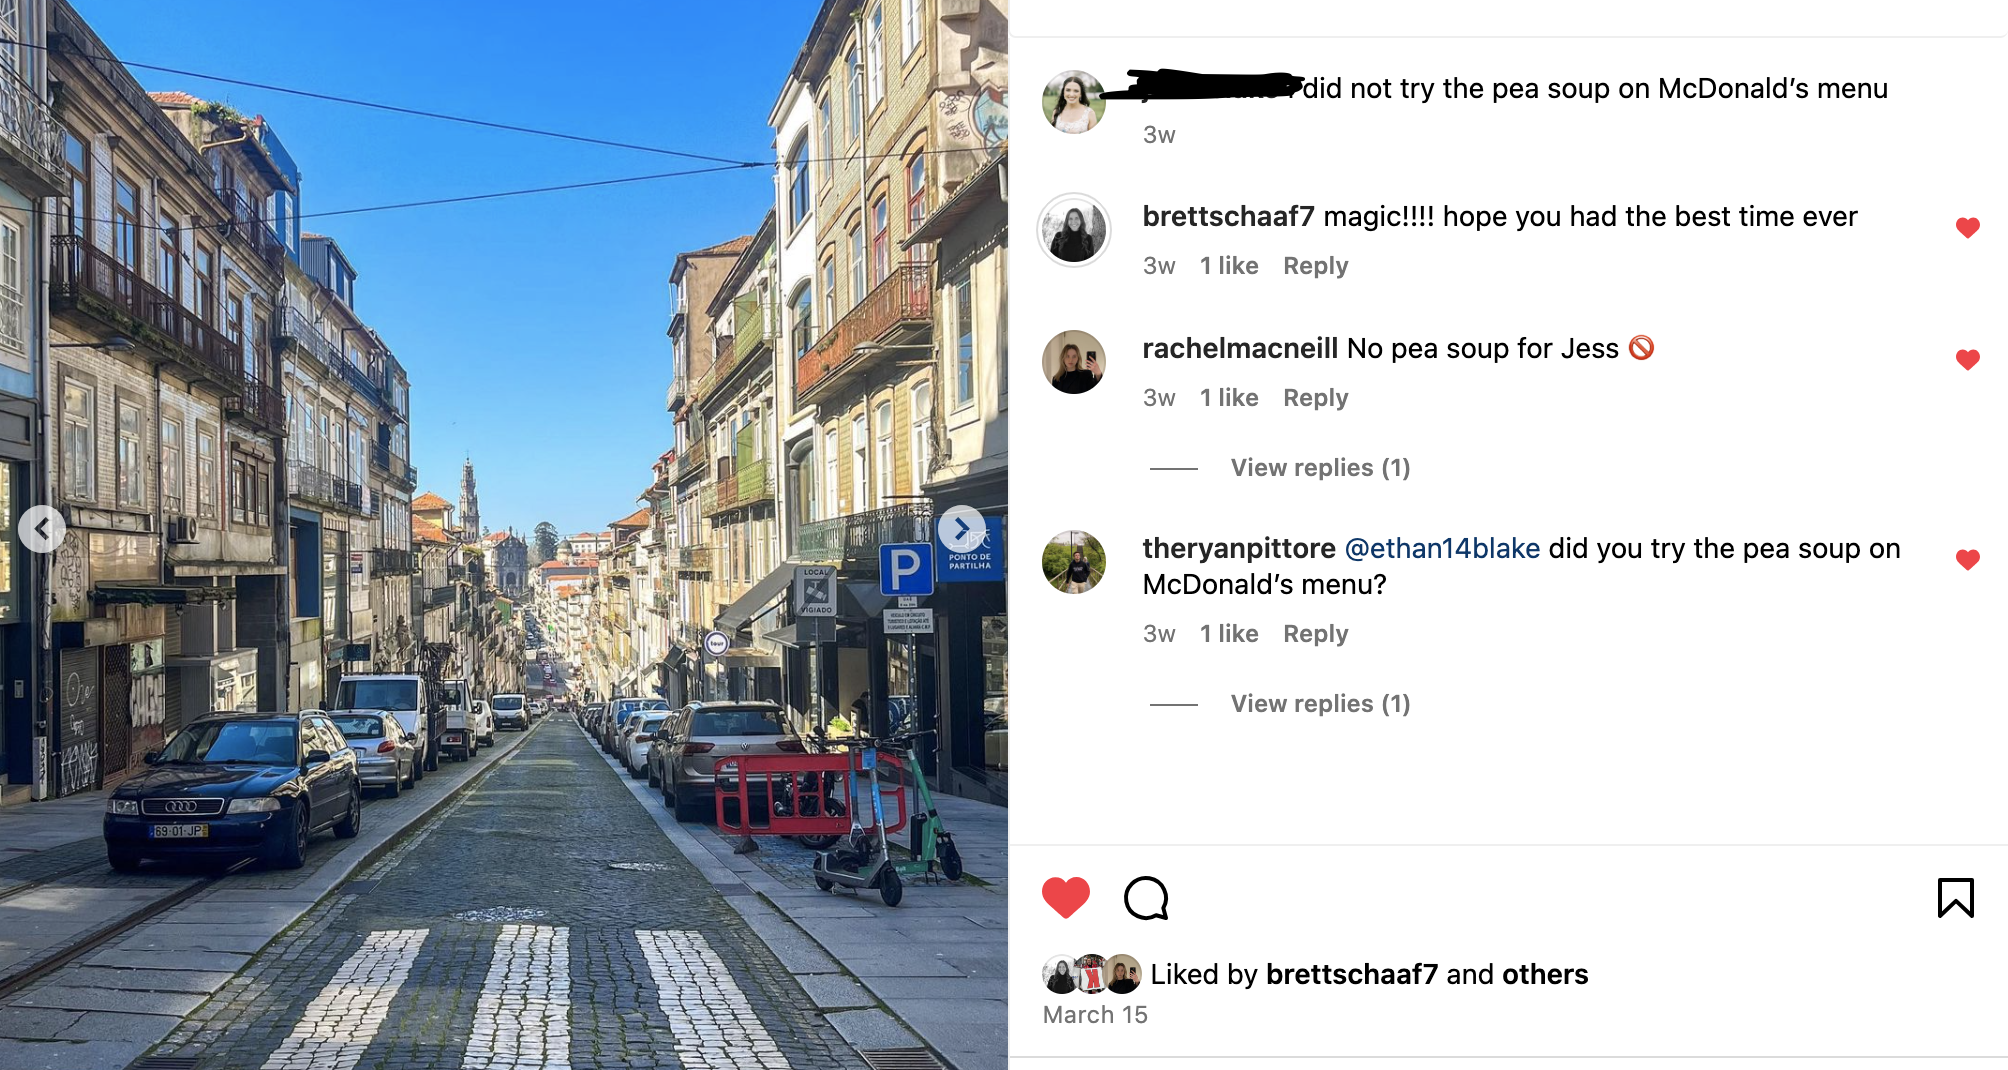 did not try the pea soup on McDonald's menu
3w
brettschaaf7 magic!!!! hope you had the best time ever
3w 1 like Reply
rachelmacneill No pea soup for Jess 🚫
3w 1 like Reply
View replies (1)
theryanpittore @ethan14blake did you try the pea soup on
McDonald's menu?
3w 1 like Reply
View replies (1)
Liked by brettschaaf7 and others
March 15
PONTO DE
PARTILHA
P
LOCAL
VIGIADO
tour
69-01-JP